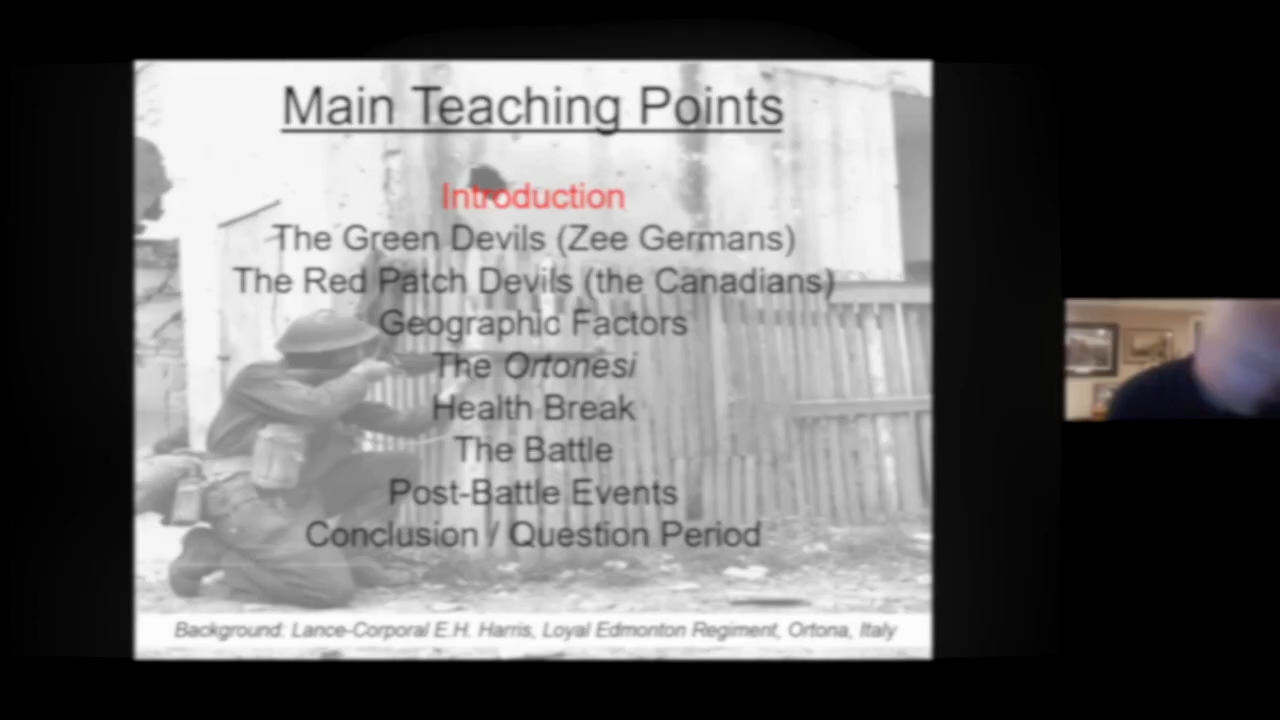 Main Teaching Points
Introduction
The Green Devils (Zee Germans)
The Red Patch Devils (the Canadians)
Geographic Factors
The Ortonesi
Health Break
The Battle
Post-Battle Events
Conclusion / Question Period
Background: Lance-Corporal E.H. Harris, Loyal Edmonton Regiment, Ortona, Italy